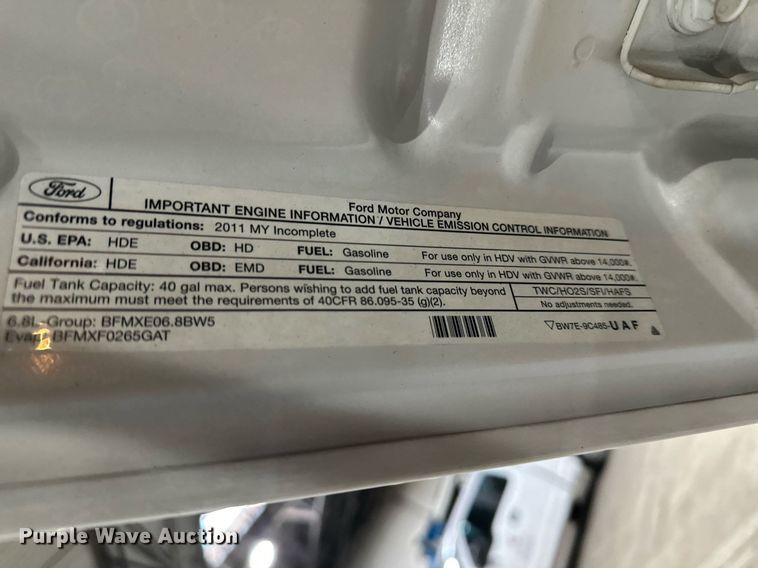 Ford
Ford Motor Company
IMPORTANT ENGINE INFORMATION / VEHICLE EMISSION CONTROL INFORMATION
Conforms to regulations: 2011 MY Incomplete
U.S. EPA: HDE OBD: HD FUEL: Gasoline For use only in HDV with GVWR above 14,000#.
California: HDE OBD: EMD FUEL: Gasoline For use only in HDV with GVWR above 14,000#.
Fuel Tank Capacity: 40 gal max. Persons wishing to add fuel tank capacity beyond
the maximum must meet the requirements of 40CFR 86.095-35 (g)(2).
TWC/HO2S/SFI/HAFS
No adjustments needed.
6.8L-Group: BFMXE06.8BW5
Evap: BFMXF0265GAT
BW7E-9C485-UAF
Purple Wave Auction